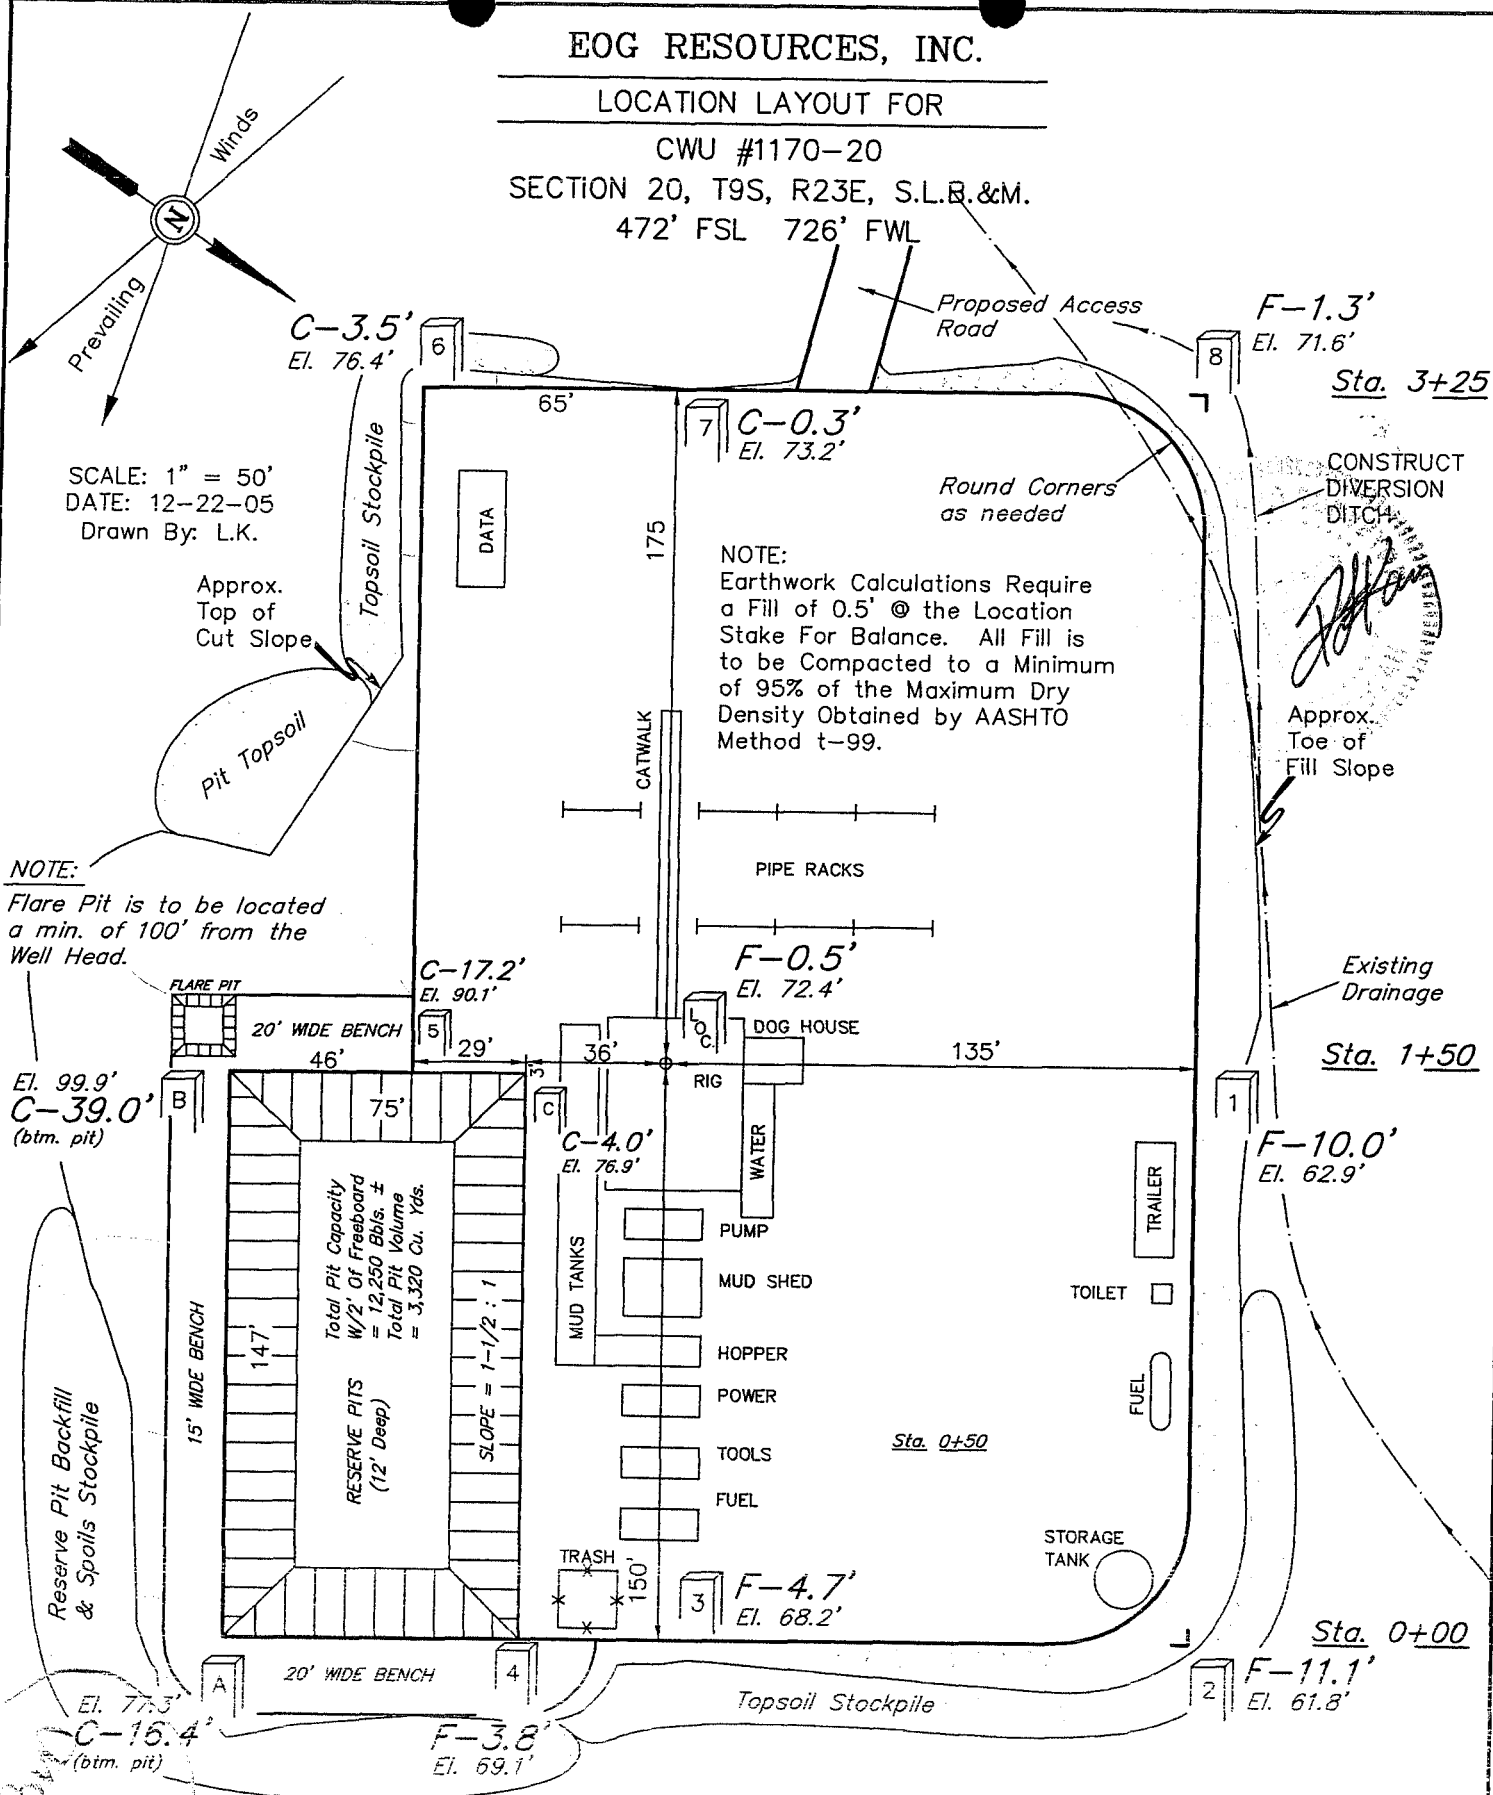 EOG RESOURCES, INC.
LOCATION LAYOUT FOR
CWU #1170-20
SECTION 20, T9S, R23E, S.L.B.&M.
472' FSL 726' FWL
Winds
N
Prevailing
SCALE: 1" = 50'
DATE: 12-22-05
Drawn By: L.K.
C-3.5'
El. 76.4'
6
65'
7
C-0.3'
El. 73.2'
Proposed Access
Road
F-1.3'
El. 71.6'
8
Sta. 3+25
CONSTRUCT
DIVERSION
DITCH
Round Corners
as needed
Topsoil Stockpile
DATA
175
Approx.
Top of
Cut Slope
NOTE:
Earthwork Calculations Require
a Fill of 0.5' @ the Location
Stake For Balance. All Fill is
to be Compacted to a Minimum
of 95% of the Maximum Dry
Density Obtained by AASHTO
Method t-99.
Approx.
Toe of
Fill Slope
Pit Topsoil
CATWALK
PIPE RACKS
NOTE:
Flare Pit is to be located
a min. of 100' from the
Well Head.
FLARE PIT
20' WIDE BENCH
C-17.2'
El. 90.1'
5
F-0.5'
El. 72.4'
LOC.
DOG HOUSE
Existing
Drainage
46'
29'
3'
36'
135'
RIG
Sta. 1+50
El. 99.9'
C-39.0'
(btm. pit)
B
75'
C
C-4.0'
El. 76.9'
WATER
1
F-10.0'
El. 62.9'
TRAILER
Total Pit Capacity
W/2' Of Freeboard
= 12,250 Bbls. ±
Total Pit Volume
= 3,320 Cu. Yds.
RESERVE PITS
(12' Deep)
SLOPE = 1-1/2 : 1
147'
15' WIDE BENCH
MUD TANKS
PUMP
MUD SHED
HOPPER
POWER
TOOLS
FUEL
TOILET
FUEL
Sta. 0+50
Reserve Pit Backfill
& Spoils Stockpile
TRASH
150'
3
F-4.7'
El. 68.2'
STORAGE
TANK
Sta. 0+00
A
El. 77.3'
C-16.4'
(btm. pit)
20' WIDE BENCH
4
F-3.8'
El. 69.1'
Topsoil Stockpile
2
F-11.1'
El. 61.8'